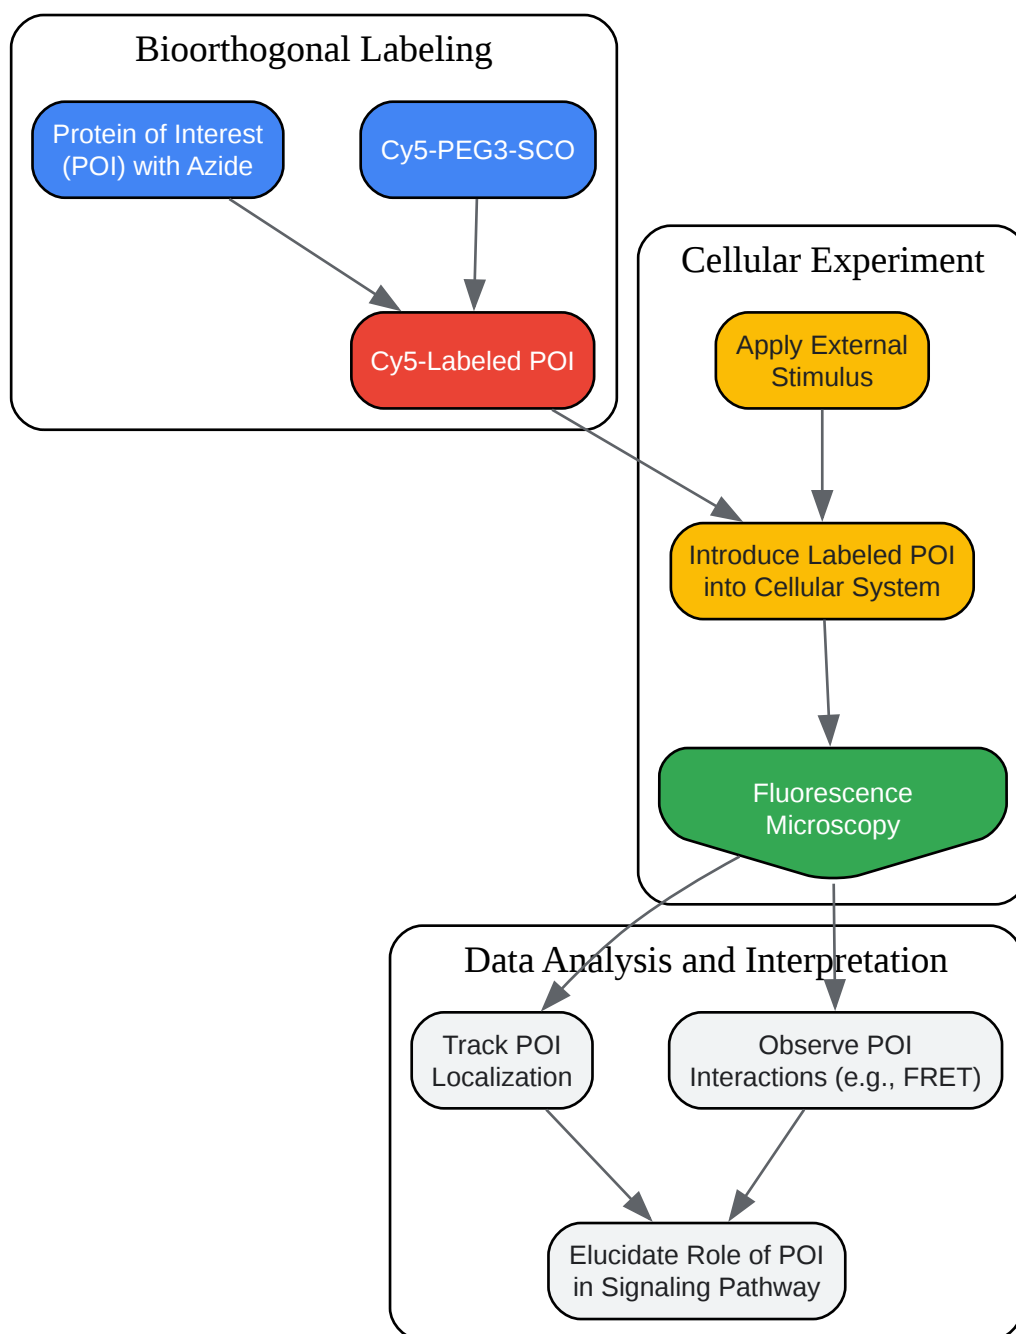 Bioorthogonal Labeling
Protein of Interest
(POI) with Azide
Cy5-PEG3-SCO
Cy5-Labeled POI
Cellular Experiment
Apply External
Stimulus
Introduce Labeled POI
into Cellular System
Fluorescence
Microscopy
Data Analysis and Interpretation
Track POI
Localization
Observe POI
Interactions (e.g., FRET)
Elucidate Role of POI
in Signaling Pathway